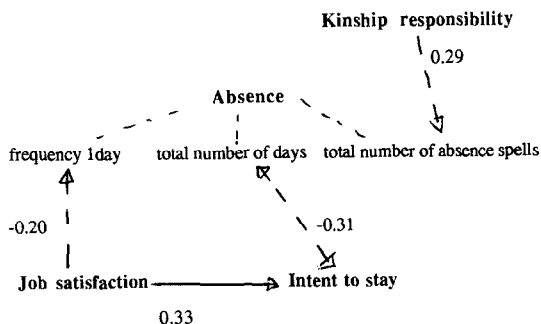 Kinship responsibility
0.29
Absence
frequency 1day total number of days total number of absence spells
-0.20
-0.31
Job satisfaction Intent to stay
0.33